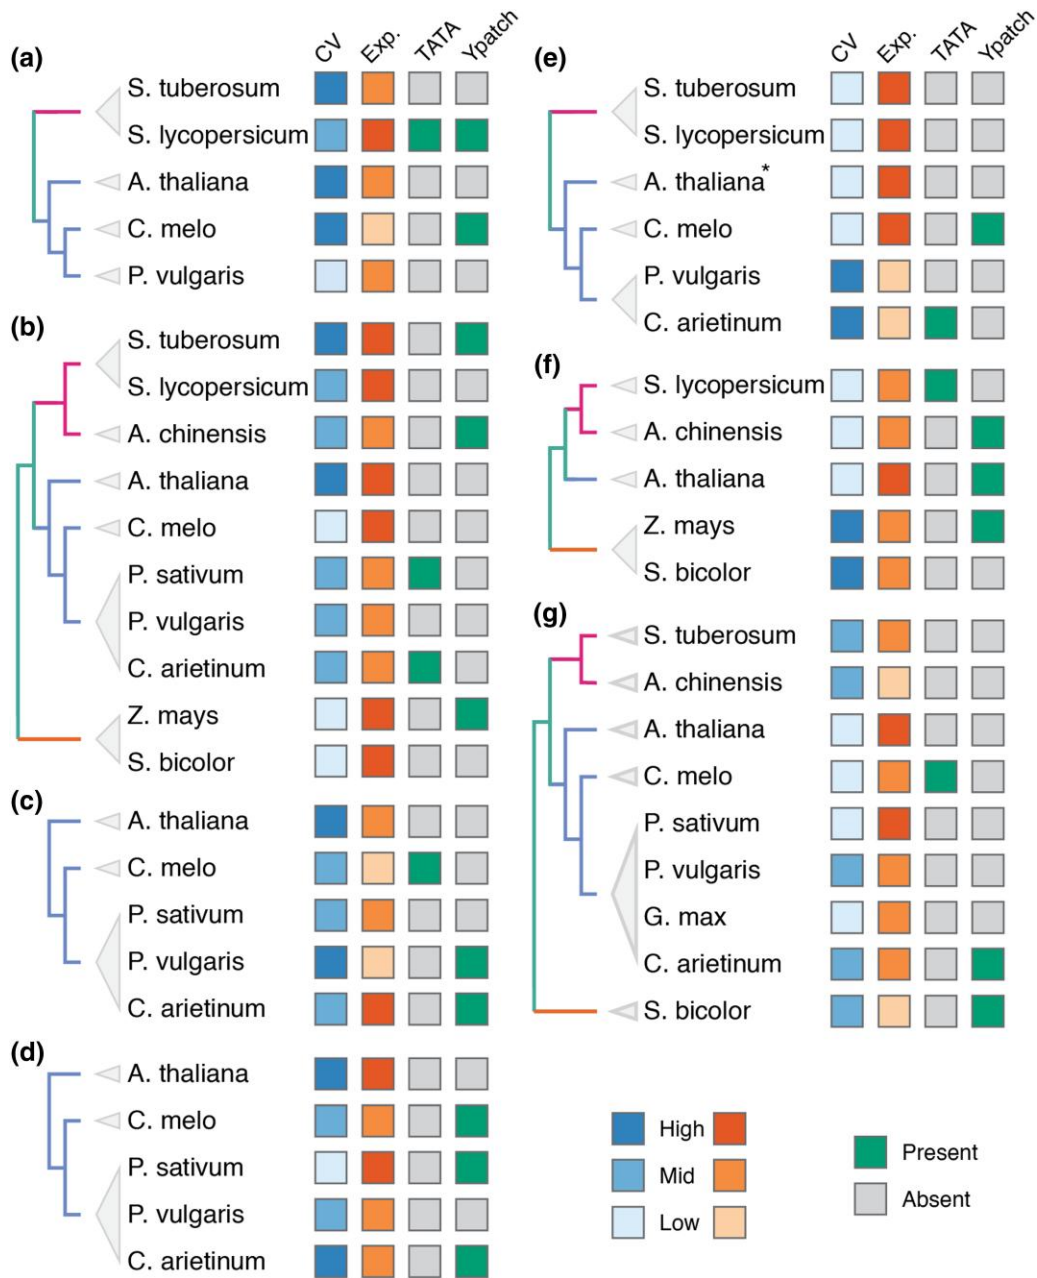 (a)
CV Exp. TATA Ypatch
S. tuberosum
S. lycopersicum
A. thaliana
C. melo
P. vulgaris
(b)
S. tuberosum
S. lycopersicum
A. chinensis
A. thaliana
C. melo
P. sativum
P. vulgaris
C. arietinum
Z. mays
S. bicolor
(c)
A. thaliana
C. melo
P. sativum
P. vulgaris
C. arietinum
(d)
A. thaliana
C. melo
P. sativum
P. vulgaris
C. arietinum
(e)
CV Exp. TATA Ypatch
S. tuberosum
S. lycopersicum
A. thaliana*
C. melo
P. vulgaris
C. arietinum
(f)
S. lycopersicum
A. chinensis
A. thaliana
Z. mays
S. bicolor
(g)
S. tuberosum
A. chinensis
A. thaliana
C. melo
P. sativum
P. vulgaris
G. max
C. arietinum
S. bicolor
High
Mid
Low
Present
Absent